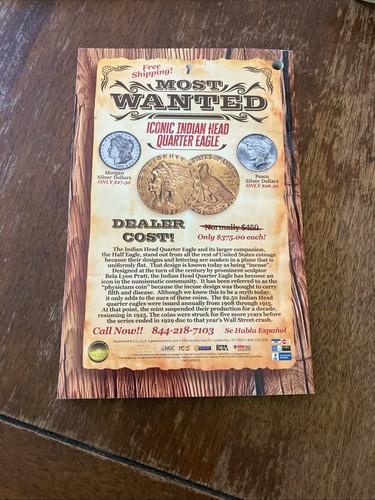 Free
Shipping!
MOST
WANTED
ICONIC INDIAN HEAD
QUARTER EAGLE
Morgan
Silver Dollars
ONLY $27.50
Peace
Silver Dollars
ONLY $26.50
LIBERTY
STATES OF
DEALER
COST!
Normally $450
Only $375.00 each!
The Indian Head Quarter Eagle and its larger companion,
the Half Eagle, stand out from all the rest of United States coinage
because their designs and lettering are sunken in a plane that is
uniformly flat. That design is known today as Incuse Intaglio.
Designed at the turn of the century by prominent sculptor
Bela Lyon Pratt, the Indian Head Quarter Eagle has become an
icon in the numismatic community. It has been referred to as the
"physicians coin" because the incuse design was thought to carry
filth and disease. Although we know this to be a myth today,
it only adds to the aura of these coins. The $2.50 Indian Head
quarter eagles were issued annually from 1908 through 1915.
At that point, the mint suspended their production for a decade,
resuming in 1925. The coins were struck for five more years before
the series ended in 1929 due to that year's Wall Street crash.
Call Now!! 844-218-7103 Se Habla Español
NGC PCGS ICTA